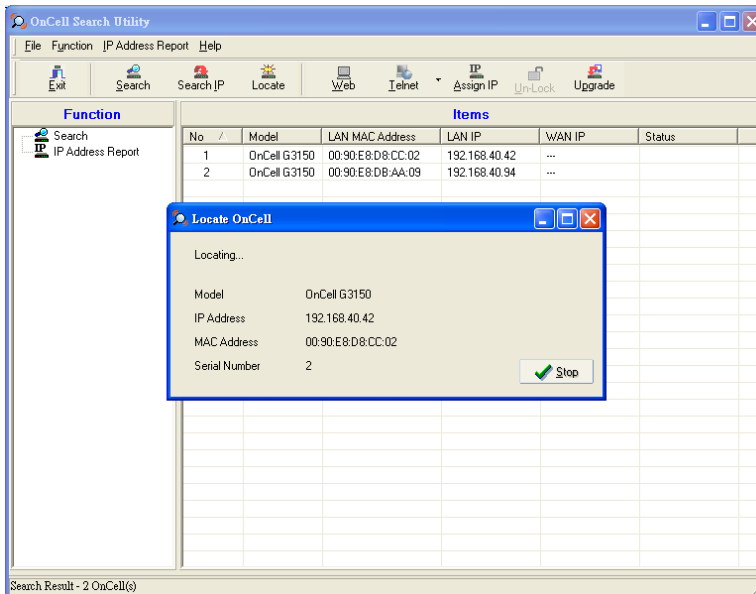 OnCell Search Utility
File Function IP Address Report Help
Exit Search Search IP Locate Web Telnet IP Assign IP Un-Lock Upgrade
Function
Search
IP IP Address Report
Items
No Model LAN MAC Address LAN IP WAN IP Status
1 OnCell G3150 00:90:E8:D8:CC:02 192.168.40.42 ...
2 OnCell G3150 00:90:E8:DB:AA:09 192.168.40.94 ...
Locate OnCell
Locating...
Model OnCell G3150
IP Address 192.168.40.42
MAC Address 00:90:E8:D8:CC:02
Serial Number 2
Stop
Search Result - 2 OnCell(s)